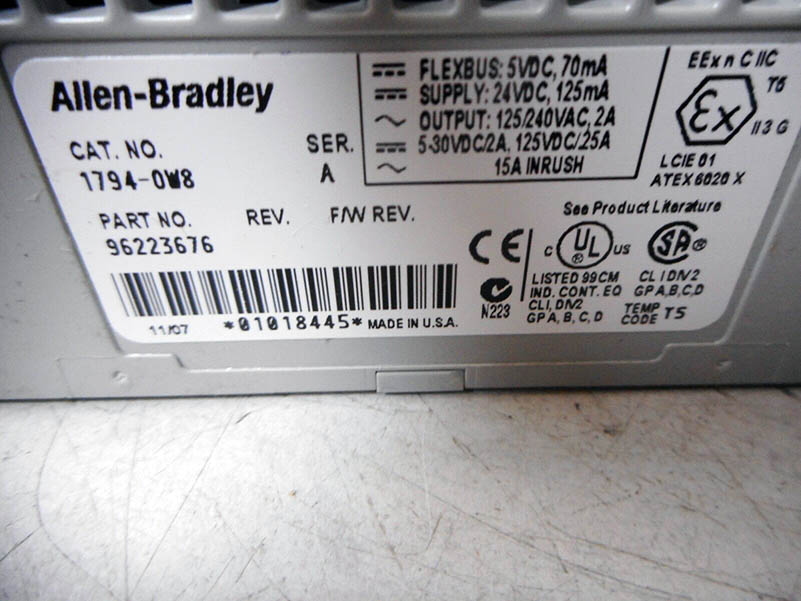 Allen-Bradley
CAT. NO. SER.
1794-OW8 A
PART NO. REV. F/W REV.
96223676
11/07 *01018445* MADE IN U.S.A.
FLEXBUS: 5VDC, 70mA
SUPPLY: 24VDC, 125mA
OUTPUT: 125/240VAC, 2A
5-30VDC/2A, 125VDC/.25A
15A INRUSH
EEx n C IIC
T5
Ex
II 3 G
LCIE 01
ATEX 6020 X
See Product Literature
CE
N223
C UL ® US
LISTED 99CM
IND. CONT. EQ
CL I, DIV2
GP A, B, C, D
SA ®
CL I DIV2
GP A,B,C,D
TEMP
CODE T5